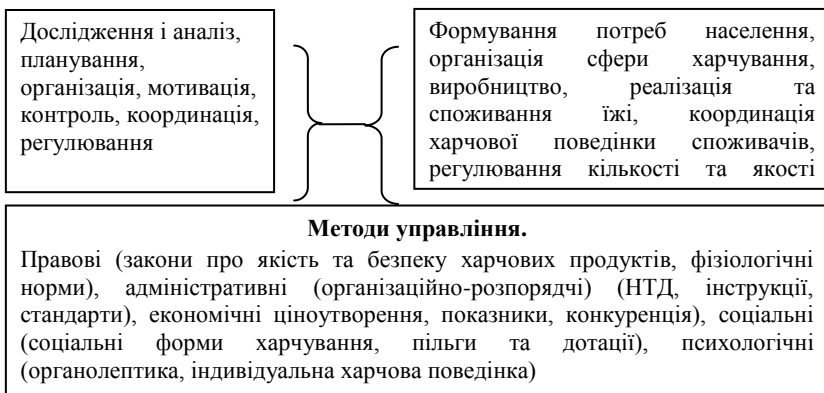 Дослідження і аналіз,
планування,
організація, мотивація,
контроль, координація,
регулювання
Формування потреб населення,
організація сфери харчування,
виробництво, реалізація та
споживання їжі, координація
харчової поведінки споживачів,
регулювання кількості та якості
Методи управління.
Правові (закони про якість та безпеку харчових продуктів, фізіологічні
норми), адміністративні (організаційно-розпорядчі) (НТД, інструкції,
стандарти), економічні ціноутворення, показники, конкуренція), соціальні
(соціальні форми харчування, пільги та дотації), психологічні
(органолептика, індивідуальна харчова поведінка)